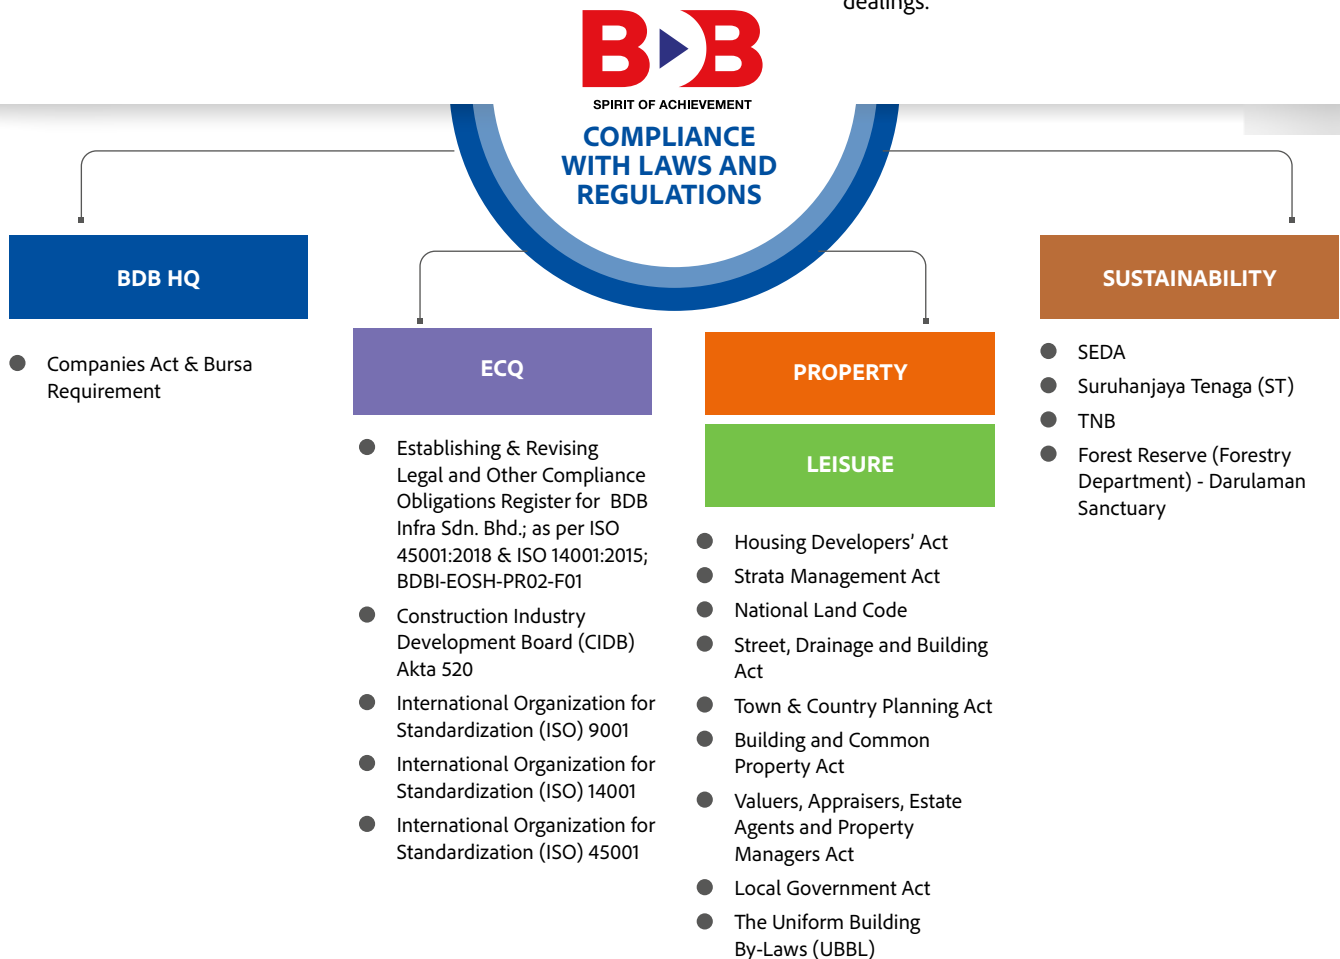 dealings.
BDB
SPIRIT OF ACHIEVEMENT
COMPLIANCE
WITH LAWS AND
REGULATIONS
BDB HQ
Companies Act & Bursa
Requirement
ECQ
Establishing & Revising
Legal and Other Compliance
Obligations Register for BDB
Infra Sdn. Bhd.; as per ISO
45001:2018 & ISO 14001:2015;
BDBI-EOSH-PR02-F01
Construction Industry
Development Board (CIDB)
Akta 520
International Organization for
Standardization (ISO) 9001
International Organization for
Standardization (ISO) 14001
International Organization for
Standardization (ISO) 45001
PROPERTY
LEISURE
Housing Developers’ Act
Strata Management Act
National Land Code
Street, Drainage and Building
Act
Town & Country Planning Act
Building and Common
Property Act
Valuers, Appraisers, Estate
Agents and Property
Managers Act
Local Government Act
The Uniform Building
By-Laws (UBBL)
SUSTAINABILITY
SEDA
Suruhanjaya Tenaga (ST)
TNB
Forest Reserve (Forestry
Department) - Darulaman
Sanctuary